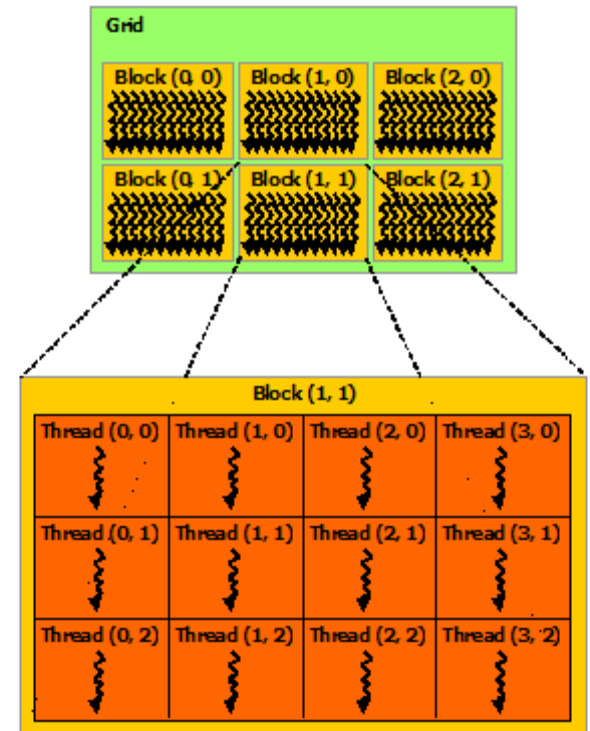 Grid
Block (0, 0) Block (1, 0) Block (2, 0)
Block (0, 1) Block (1, 1) Block (2, 1)
Block (1, 1)
Thread (0, 0) Thread (1, 0) Thread (2, 0) Thread (3, 0)
Thread (0, 1) Thread (1, 1) Thread (2, 1) Thread (3, 1)
Thread (0, 2) Thread (1, 2) Thread (2, 2) Thread (3, 2)